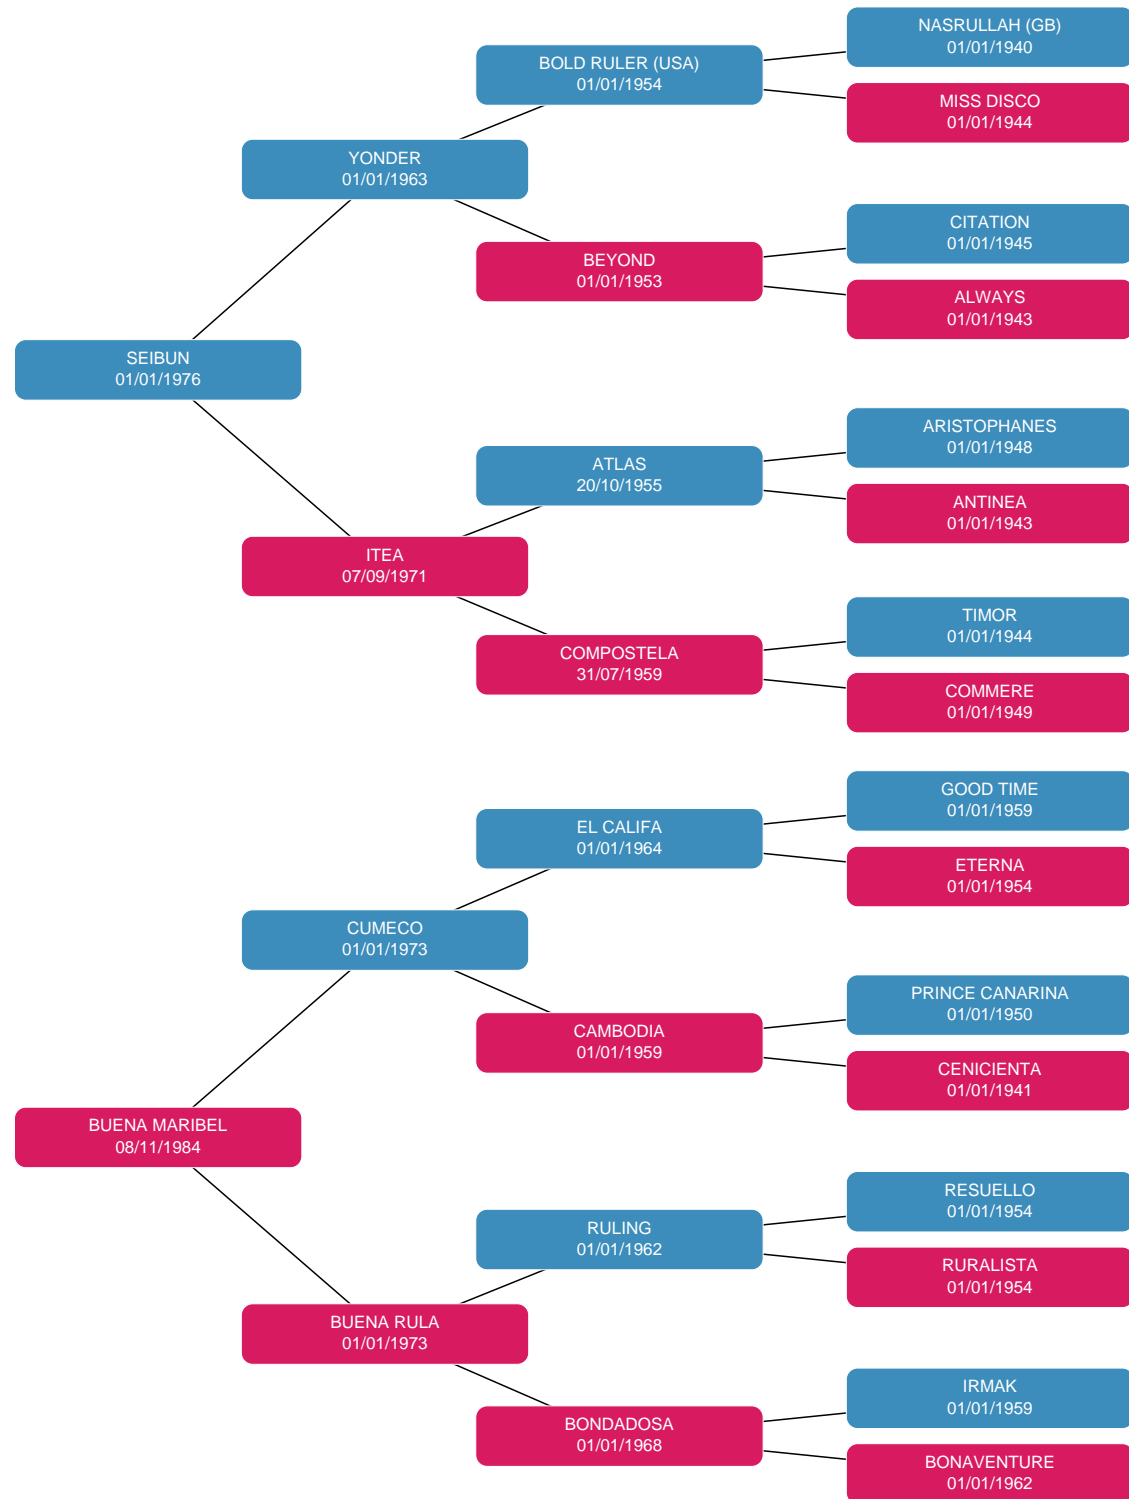 NASRULLAH (GB)
01/01/1940
BOLD RULER (USA)
01/01/1954
MISS DISCO
01/01/1944
YONDER
01/01/1963
CITATION
01/01/1945
BEYOND
01/01/1953
ALWAYS
01/01/1943
SEIBUN
01/01/1976
ARISTOPHANES
01/01/1948
ATLAS
20/10/1955
ANTINEA
01/01/1943
ITEA
07/09/1971
TIMOR
01/01/1944
COMPOSTELA
31/07/1959
COMMERE
01/01/1949
GOOD TIME
01/01/1959
EL CALIFA
01/01/1964
ETERNA
01/01/1954
CUMECO
01/01/1973
PRINCE CANARINA
01/01/1950
CAMBODIA
01/01/1959
CENICIENTA
01/01/1941
BUENA MARIBEL
08/11/1984
RESUELLO
01/01/1954
RULING
01/01/1962
RURALISTA
01/01/1954
BUENA RULA
01/01/1973
IRMAK
01/01/1959
BONDADOSA
01/01/1968
BONAVENTURE
01/01/1962